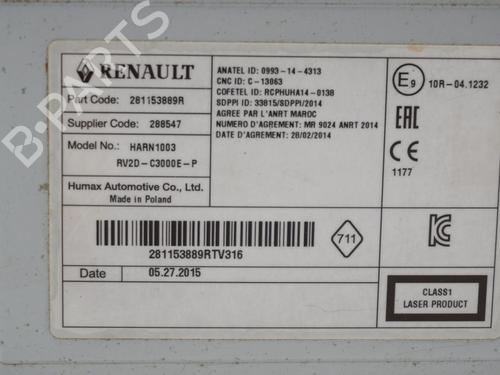 RENAULT
Part Code: 281153889R
Supplier Code: 288547
Model No.: HARN1003
RV2D-C3000E-P
Humax Automotive Co., Ltd.
Made in Poland
ANATEL ID: 0993-14-4313
CNC ID: C-13063
COFETEL ID: RCPHUHA14-0138
SDPPI ID: 33815/SDPPI/2014
AGREE PAR L'ANRT MAROC
NUMERO D'AGREMENT: MR 9024 ANRT 2014
DATE D'AGREMENT: 28/02/2014
E9 10R-04.1232
EAC
CE
1177
281153889RTV316
711
Date 05.27.2015
CLASS1
LASER PRODUCT
B-PARTS